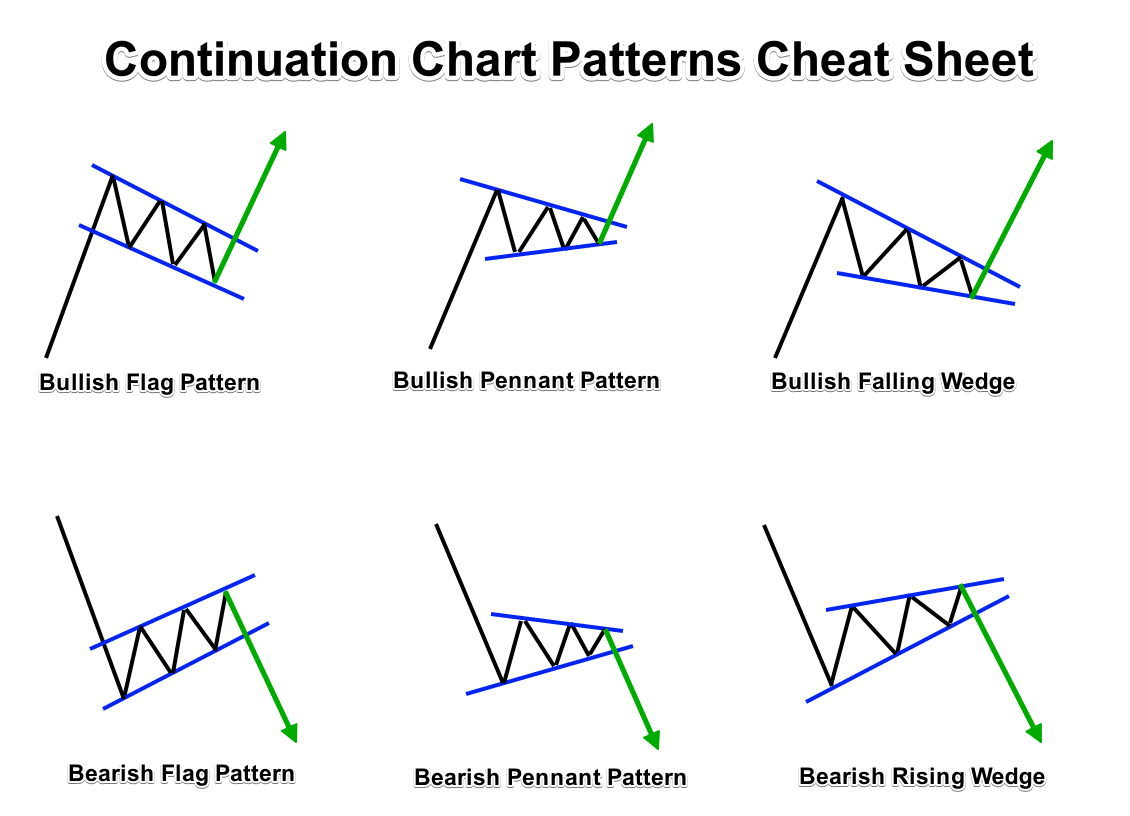 Continuation Chart Patterns Cheat Sheet
Bullish Flag Pattern
Bullish Pennant Pattern
Bullish Falling Wedge
Bearish Flag Pattern
Bearish Pennant Pattern
Bearish Rising Wedge